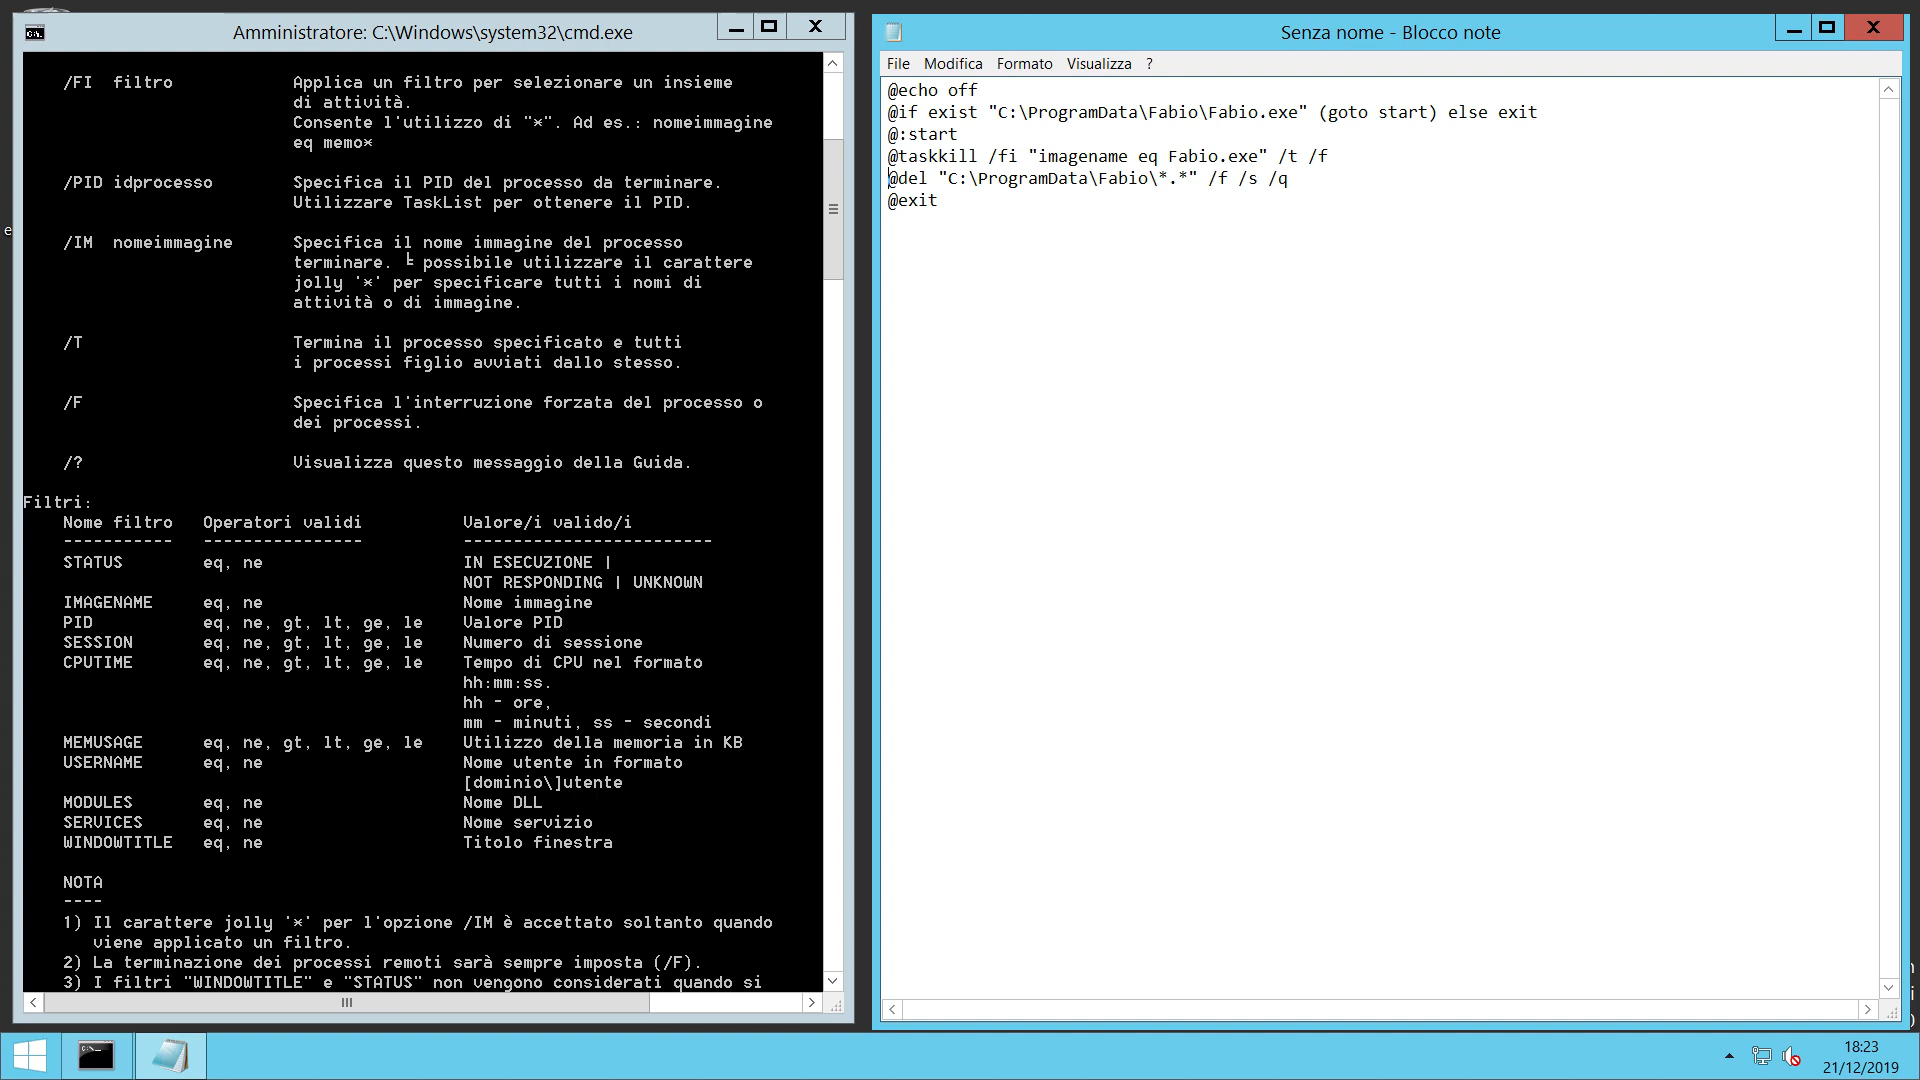 Amministratore: C:\Windows\system32\cmd.exe
/FI filtro Applica un filtro per selezionare un insieme
di attività.
Consente l'utilizzo di "*". Ad es.: nomeimmagine
eq memo*
/PID idprocesso Specifica il PID del processo da terminare.
Utilizzare TaskList per ottenere il PID.
/IM nomeimmagine Specifica il nome immagine del processo
terminare. ╘ possibile utilizzare il carattere
jolly '*' per specificare tutti i nomi di
attività o di immagine.
/T Termina il processo specificato e tutti
i processi figlio avviati dallo stesso.
/F Specifica l'interruzione forzata del processo o
dei processi.
/? Visualizza questo messaggio della Guida.
Filtri:
Nome filtro Operatori validi Valore/i valido/i
----------- ---------------- -------------------------
STATUS eq, ne IN ESECUZIONE |
NOT RESPONDING | UNKNOWN
IMAGENAME eq, ne Nome immagine
PID eq, ne, gt, lt, ge, le Valore PID
SESSION eq, ne, gt, lt, ge, le Numero di sessione
CPUTIME eq, ne, gt, lt, ge, le Tempo di CPU nel formato
hh:mm:ss.
hh - ore,
mm - minuti, ss - secondi
MEMUSAGE eq, ne, gt, lt, ge, le Utilizzo della memoria in KB
USERNAME eq, ne Nome utente in formato
[dominio\]utente
MODULES eq, ne Nome DLL
SERVICES eq, ne Nome servizio
WINDOWTITLE eq, ne Titolo finestra
NOTA
----
1) Il carattere jolly '*' per l'opzione /IM è accettato soltanto quando
viene applicato un filtro.
2) La terminazione dei processi remoti sarà sempre imposta (/F).
3) I filtri "WINDOWTITLE" e "STATUS" non vengono considerati quando si
Senza nome - Blocco note
File Modifica Formato Visualizza ?
@echo off
@if exist "C:\ProgramData\Fabio\Fabio.exe" (goto start) else exit
@:start
@taskkill /fi "imagename eq Fabio.exe" /t /f
@del "C:\ProgramData\Fabio\*.*" /f /s /q
@exit
18:23
21/12/2019